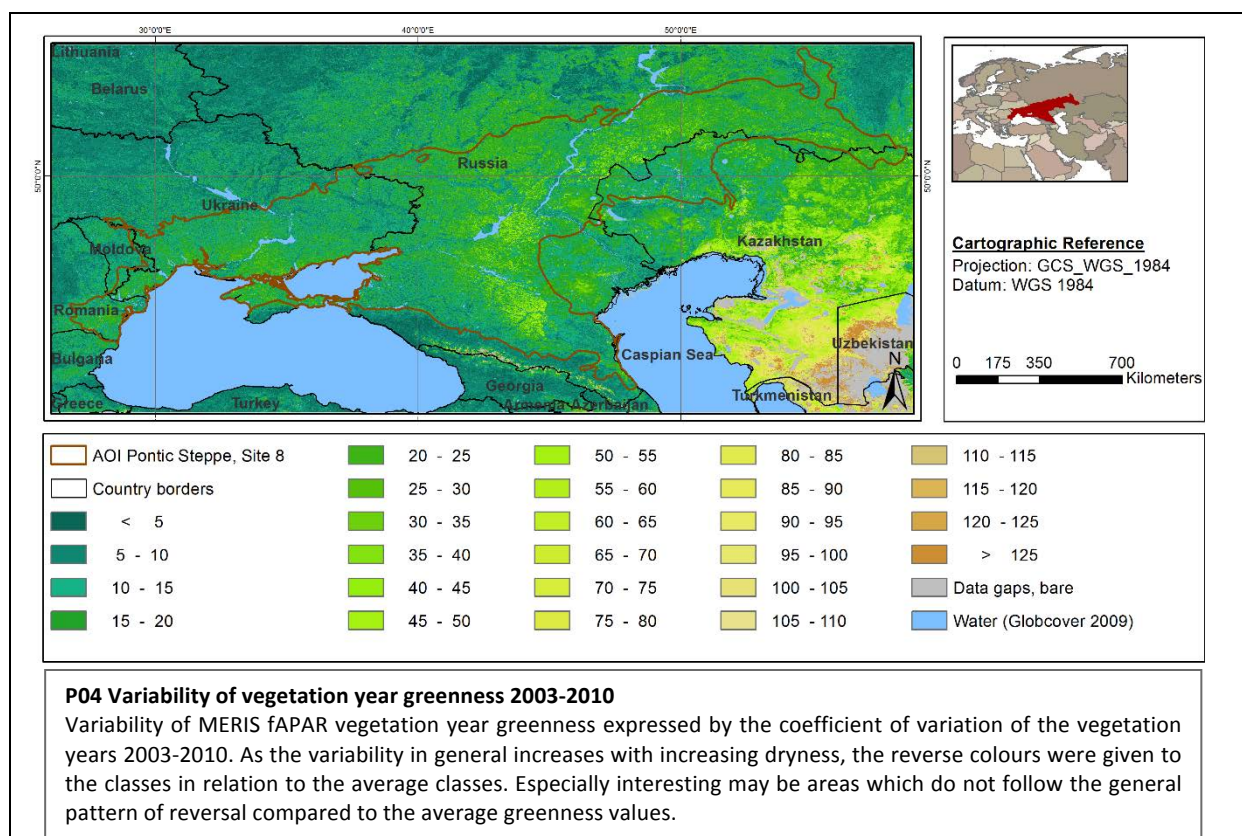 30°0'0"E 40°0'0"E 50°0'0"E
Lithuania
Belarus
Russia
50°0'0"N
50°0'0"N
Ukraine
Moldova
Kazakhstan
Romania
Bulgaria
Caspian Sea
Uzbekistan
N
Georgia
Greece
Turkey
Armenia
Azerbaijan
Turkmenistan
Cartographic Reference
Projection: GCS_WGS_1984
Datum: WGS 1984
0 175 350 700
Kilometers
AOI Pontic Steppe, Site 8
Country borders
< 5
5 - 10
10 - 15
15 - 20
20 - 25
25 - 30
30 - 35
35 - 40
40 - 45
45 - 50
50 - 55
55 - 60
60 - 65
65 - 70
70 - 75
75 - 80
80 - 85
85 - 90
90 - 95
95 - 100
100 - 105
105 - 110
110 - 115
115 - 120
120 - 125
> 125
Data gaps, bare
Water (Globcover 2009)
P04 Variability of vegetation year greenness 2003-2010
Variability of MERIS fAPAR vegetation year greenness expressed by the coefficient of variation of the vegetation
years 2003-2010. As the variability in general increases with increasing dryness, the reverse colours were given to
the classes in relation to the average classes. Especially interesting may be areas which do not follow the general
pattern of reversal compared to the average greenness values.